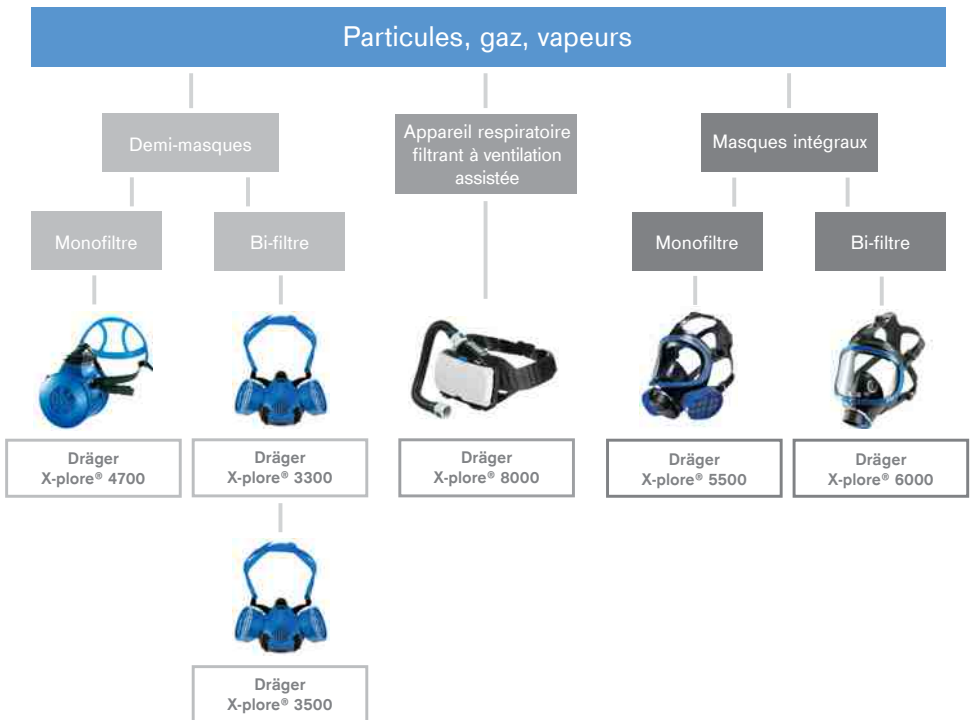 Particules, gaz, vapeurs
Demi-masques
Appareil respiratoire
filtrant à ventilation
assistée
Masques intégraux
Monofiltre
Bi-filtre
Monofiltre
Bi-filtre
Dräger
X-plore® 4700
Dräger
X-plore® 3300
Dräger
X-plore® 8000
Dräger
X-plore® 5500
Dräger
X-plore® 6000
Dräger
X-plore® 3500